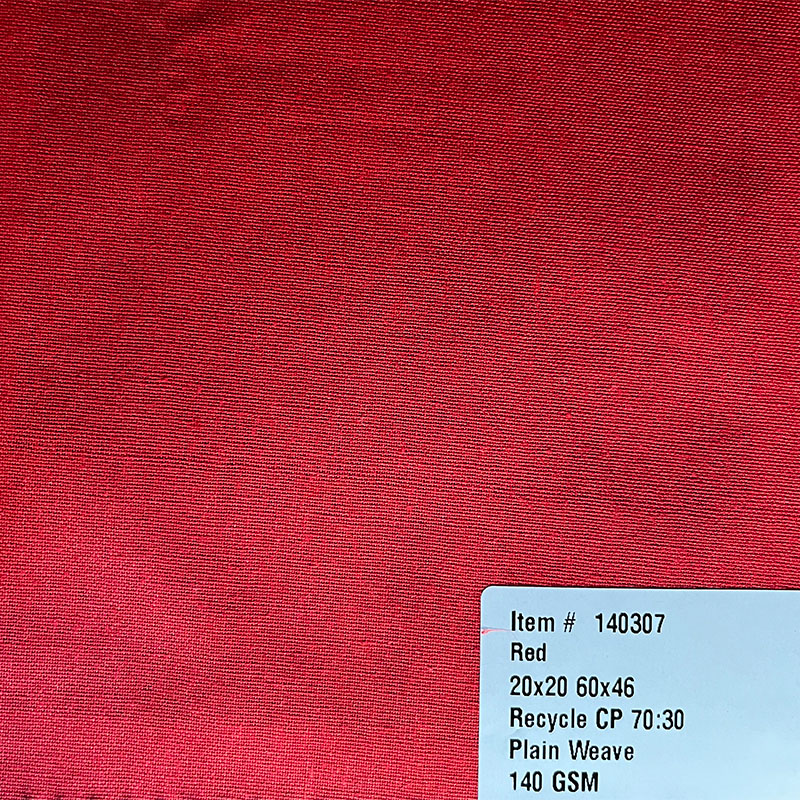 Item # 140307
Red
20x20 60x46
Recycle CP 70:30
Plain Weave
140 GSM